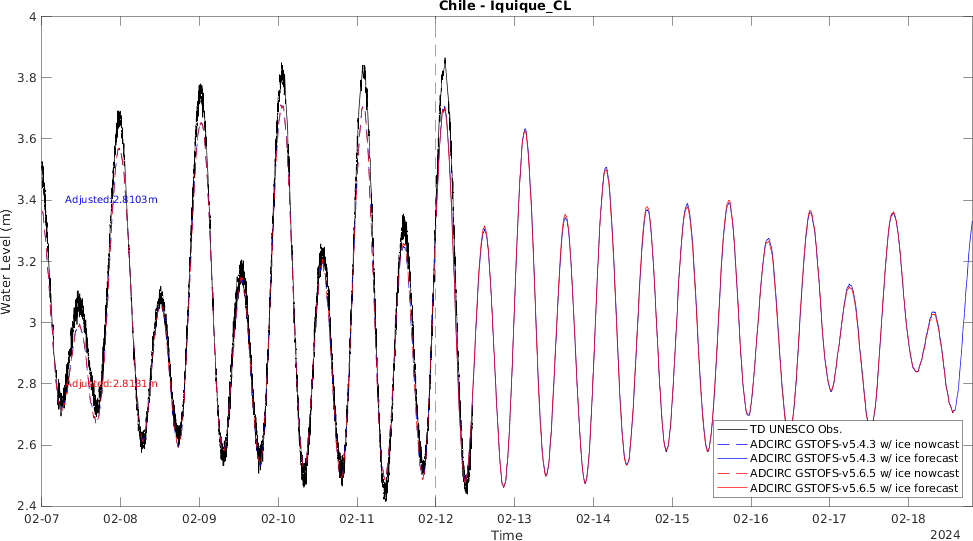 Chile - Iquique_CL
Water Level (m)
4
3.8
3.6
3.4
3.2
3
2.8
2.6
2.4
Adjusted:2.8103m
Adjusted:2.8131m
TD UNESCO Obs.
ADCIRC GSTOFS-v5.4.3 w/ ice nowcast
ADCIRC GSTOFS-v5.4.3 w/ ice forecast
ADCIRC GSTOFS-v5.6.5 w/ ice nowcast
ADCIRC GSTOFS-v5.6.5 w/ ice forecast
02-07 02-08 02-09 02-10 02-11 02-12 02-13 02-14 02-15 02-16 02-17 02-18
Time
2024